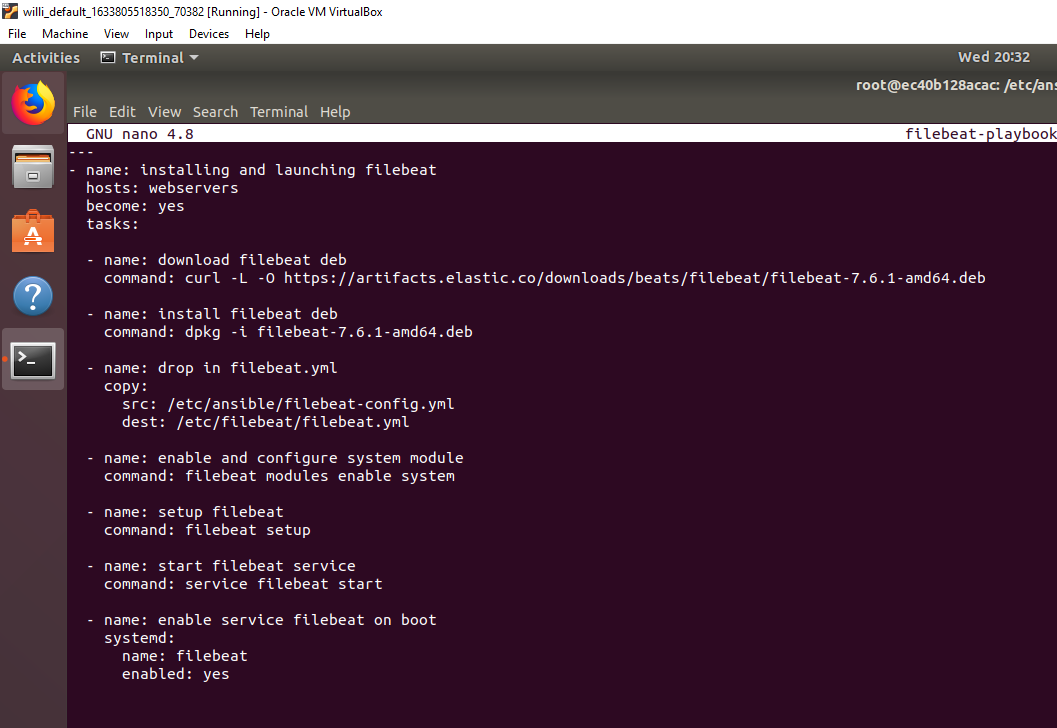 willi_default_1633805518350_70382 [Running] - Oracle VM VirtualBox
File Machine View Input Devices Help
Activities Terminal Wed 20:32
root@ec40b128acac: /etc/ans
File Edit View Search Terminal Help
GNU nano 4.8 filebeat-playbook
---
- name: installing and launching filebeat
  hosts: webservers
  become: yes
  tasks:
  - name: download filebeat deb
    command: curl -L -O https://artifacts.elastic.co/downloads/beats/filebeat/filebeat-7.6.1-amd64.deb
  - name: install filebeat deb
    command: dpkg -i filebeat-7.6.1-amd64.deb
  - name: drop in filebeat.yml
    copy:
      src: /etc/ansible/filebeat-config.yml
      dest: /etc/filebeat/filebeat.yml
  - name: enable and configure system module
    command: filebeat modules enable system
  - name: setup filebeat
    command: filebeat setup
  - name: start filebeat service
    command: service filebeat start
  - name: enable service filebeat on boot
    systemd:
      name: filebeat
      enabled: yes